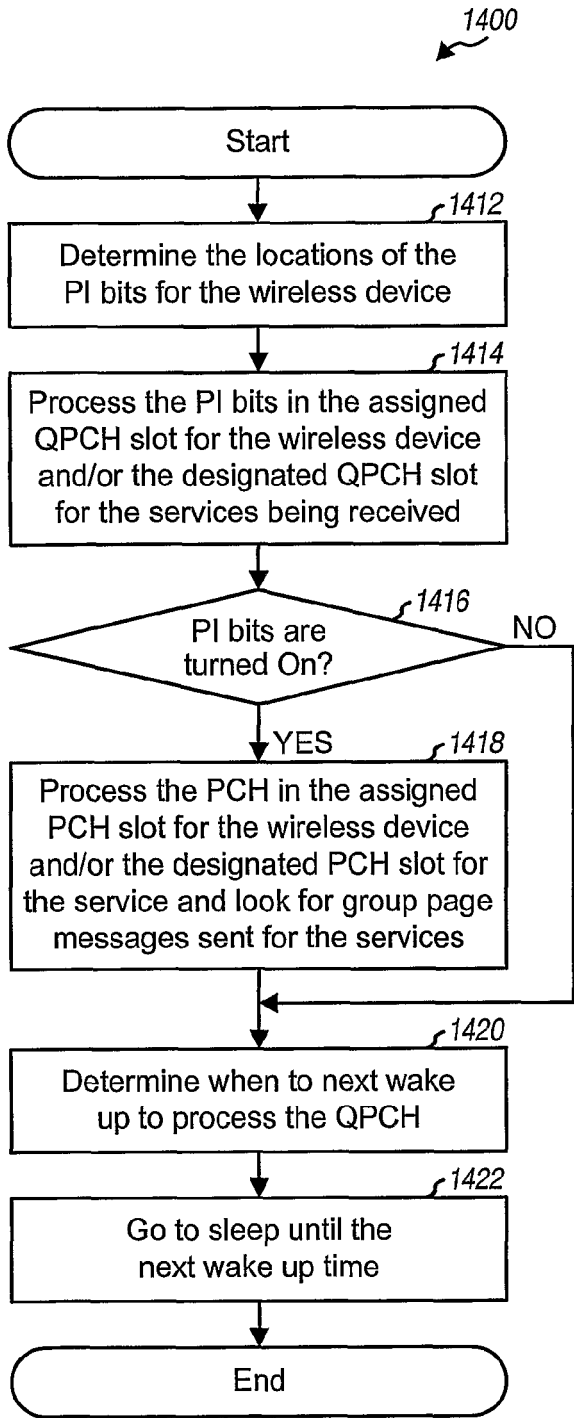 1400
Start
1412
Determine the locations of the
PI bits for the wireless device
1414
Process the PI bits in the assigned
QPCH slot for the wireless device
and/or the designated QPCH slot
for the services being received
1416
PI bits are
turned On?
NO
YES
1418
Process the PCH in the assigned
PCH slot for the wireless device
and/or the designated PCH slot for
the service and look for group page
messages sent for the services
1420
Determine when to next wake
up to process the QPCH
1422
Go to sleep until the
next wake up time
End